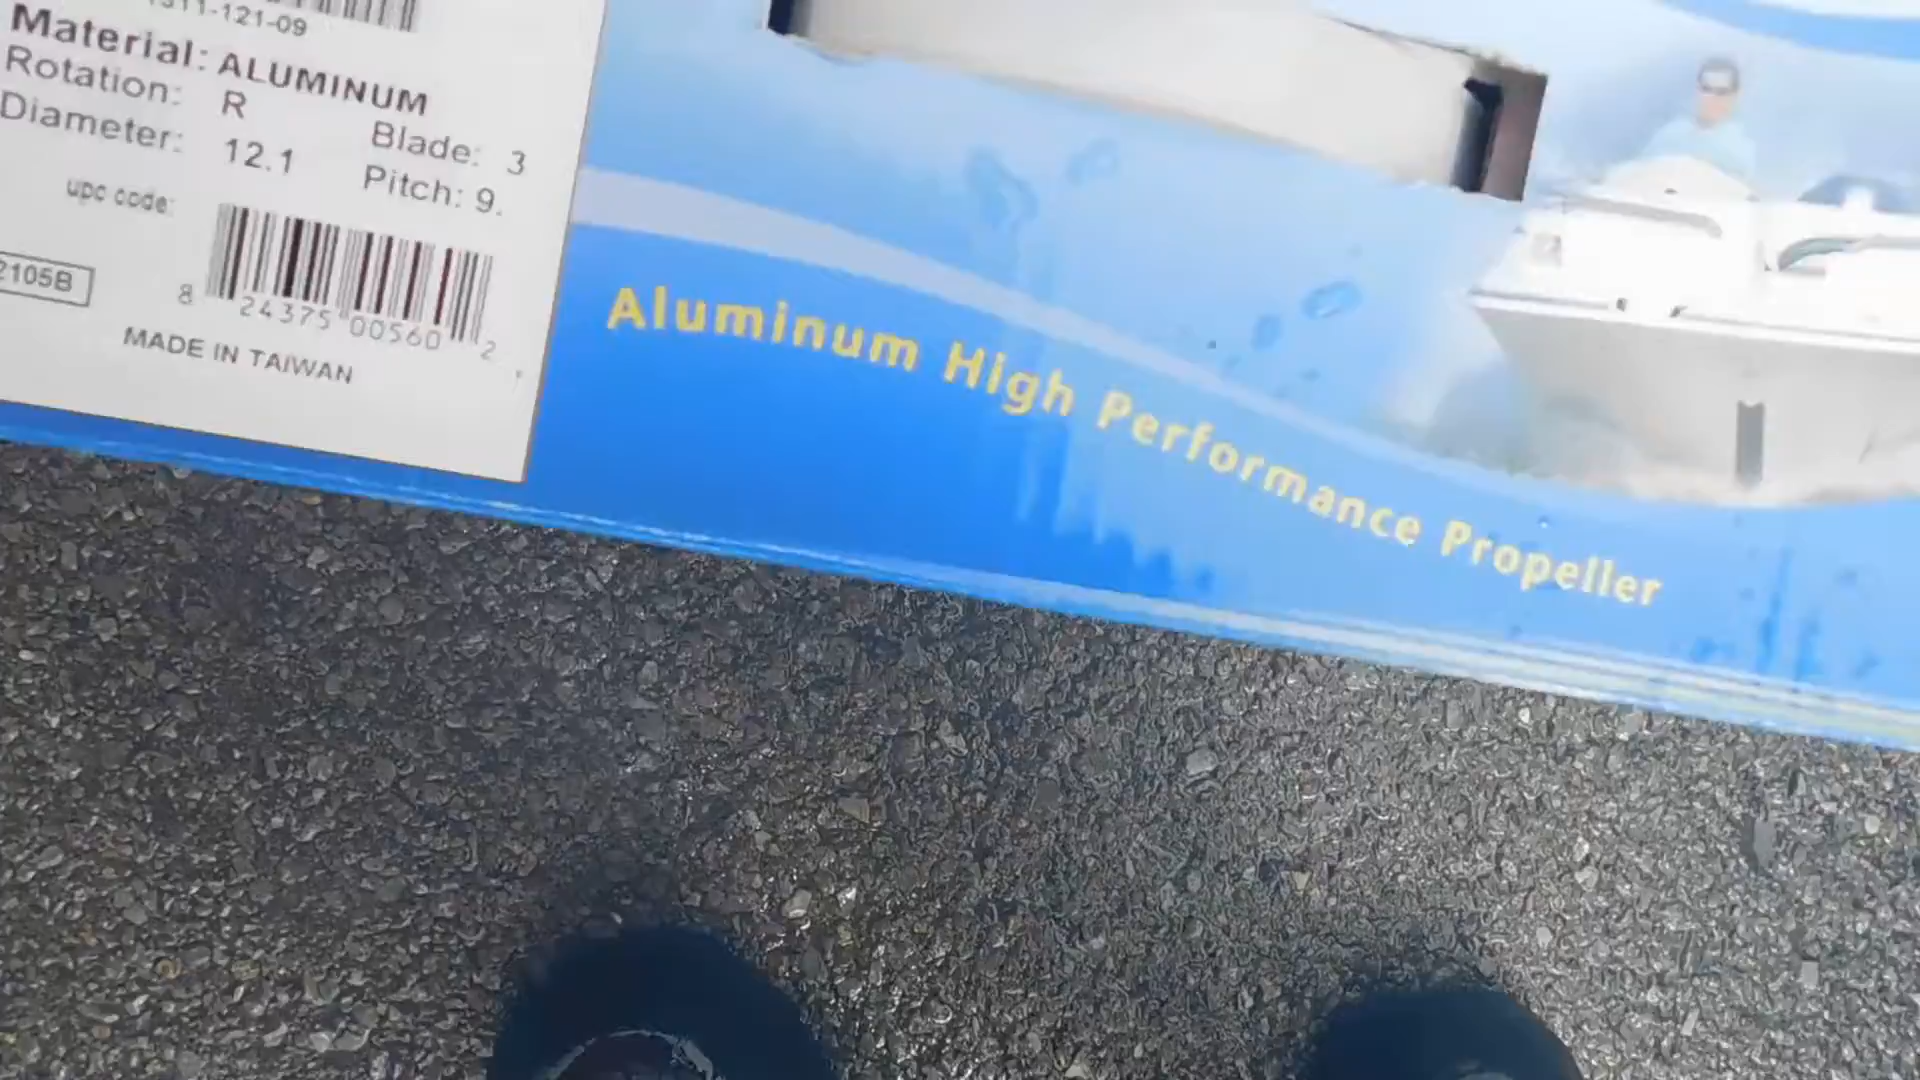 1311-121-09
Material: ALUMINUM
Rotation: R Blade: 3
Diameter: 12.1 Pitch: 9.
upc code:
8 24375 00560 2
2105B
MADE IN TAIWAN
Aluminum High Performance Propeller